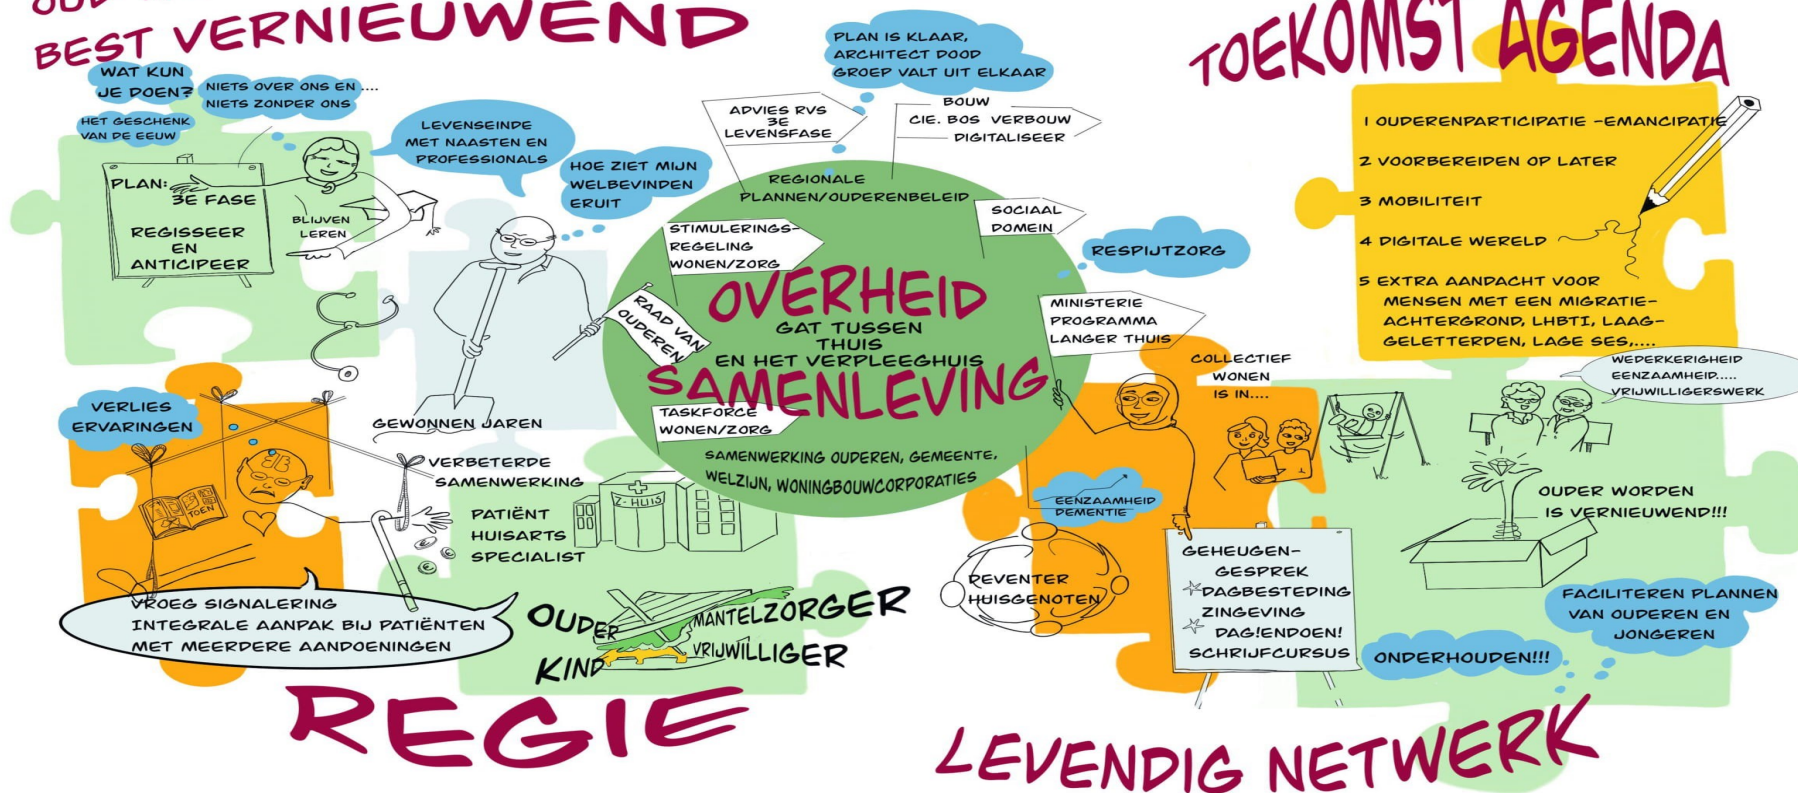 BEST VERNIEUWEND
WAT KUN
JE DOEN?
NIETS OVER ONS EN ....
NIETS ZONDER ONS
HET GESCHENK
VAN DE EEUW
PLAN:
3E FASE
REGISSEER
EN
ANTICIPEER
BLIJVEN
LEREN
LEVENSEINDE
MET NAASTEN EN
PROFESSIONALS
HOE ZIET MIJN
WELBEVINDEN
ERUIT
GEWONNEN JAREN
PLAN IS KLAAR,
ARCHITECT DOOD
GROEP VALT UIT ELKAAR
ADVIES RVS
3E
LEVENSFASE
BOUW
CIE. BOS VERBOUW
DIGITALISEER
REGIONALE
PLANNEN/OUDERENBELEID
SOCIAAL
DOMEIN
STIMULERINGS-
REGELING
WONEN/ZORG
RESPIJTZORG
RAAD VAN
OUDEREN
OVERHEID
GAT TUSSEN
THUIS
EN HET VERPLEEGHUIS
SAMENLEVING
MINISTERIE
PROGRAMMA
LANGER THUIS
TASKFORCE
WONEN/ZORG
SAMENWERKING OUDEREN, GEMEENTE,
WELZIJN, WONINGBOUWCORPORATIES
TOEKOMST AGENDA
1 OUDERENPARTICIPATIE -EMANCIPATIE
2 VOORBEREIDEN OP LATER
3 MOBILITEIT
4 DIGITALE WERELD
5 EXTRA AANDACHT VOOR
MENSEN MET EEN MIGRATIE-
ACHTERGROND, LHBTI, LAAG-
GELETTERDEN, LAGE SES,....
VERLIES
ERVARINGEN
TOEN
VERBETERDE
SAMENWERKING
PATIËNT
HUISARTS
SPECIALIST
Z-HUIS
VROEG SIGNALERING
INTEGRALE AANPAK BIJ PATIËNTEN
MET MEERDERE AANDOENINGEN
OUDER
KIND
MANTELZORGER
VRIJWILLIGER
REGIE
COLLECTIEF
WONEN
IS IN....
WEDERKERIGHEID
EENZAAMHEID.....
VRIJWILLIGERSWERK
EENZAAMHEID
DEMENTIE
DEVENTER
HUISGENOTEN
GEHEUGEN-
GESPREK
DAGBESTEDING
ZINGEVING
DAG!ENDOEN!
SCHRIJFCURSUS
OUDER WORDEN
IS VERNIEUWEND!!!
FACILITEREN PLANNEN
VAN OUDEREN EN
JONGEREN
ONDERHOUDEN!!!
LEVENDIG NETWERK